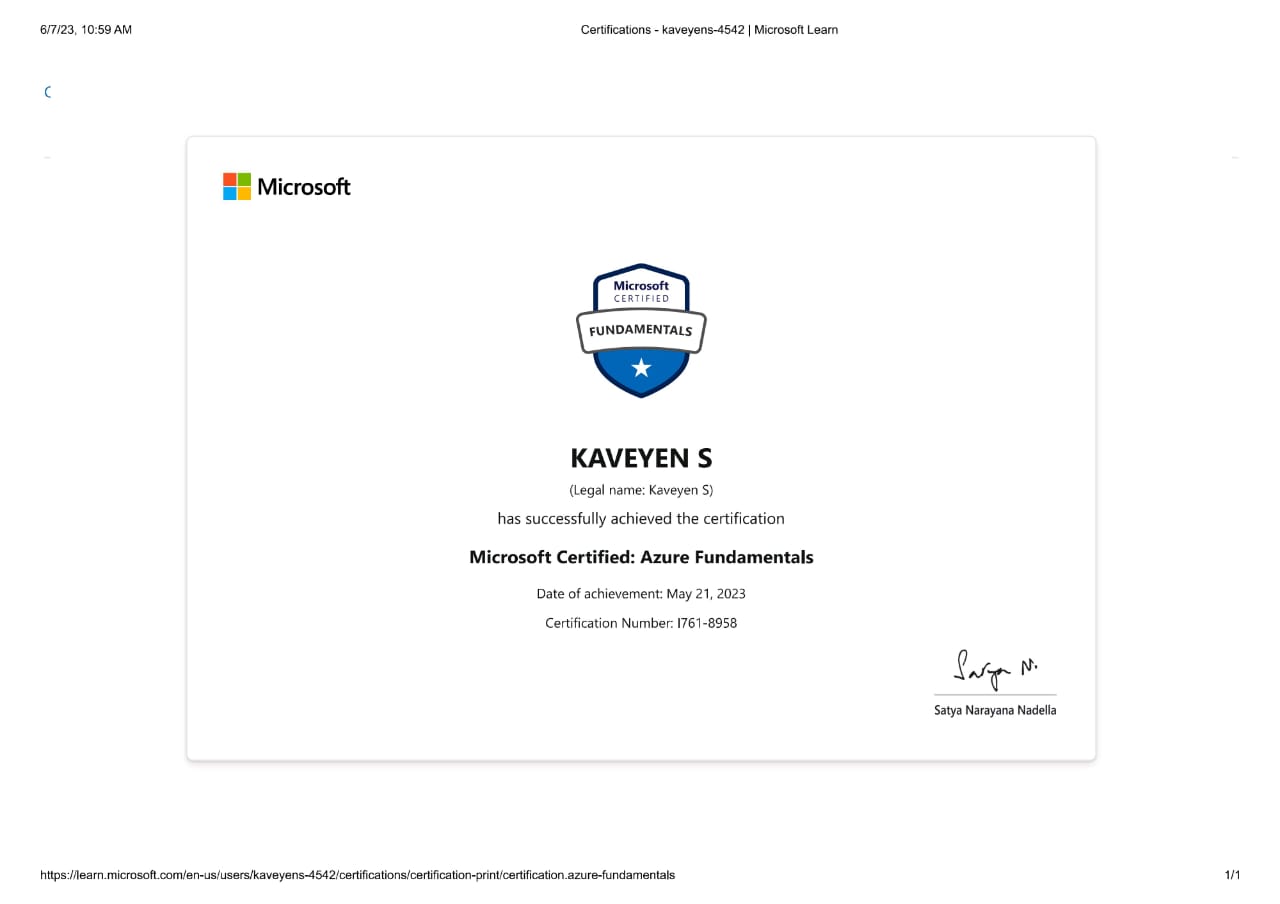 6/7/23, 10:59 AM
Certifications - kaveyens-4542 | Microsoft Learn
Microsoft
Microsoft
CERTIFIED
FUNDAMENTALS
KAVEYEN S
(Legal name: Kaveyen S)
has successfully achieved the certification
Microsoft Certified: Azure Fundamentals
Date of achievement: May 21, 2023
Certification Number: I761-8958
Satya N.
Satya Narayana Nadella
https://learn.microsoft.com/en-us/users/kaveyens-4542/certifications/certification-print/certification.azure-fundamentals
1/1